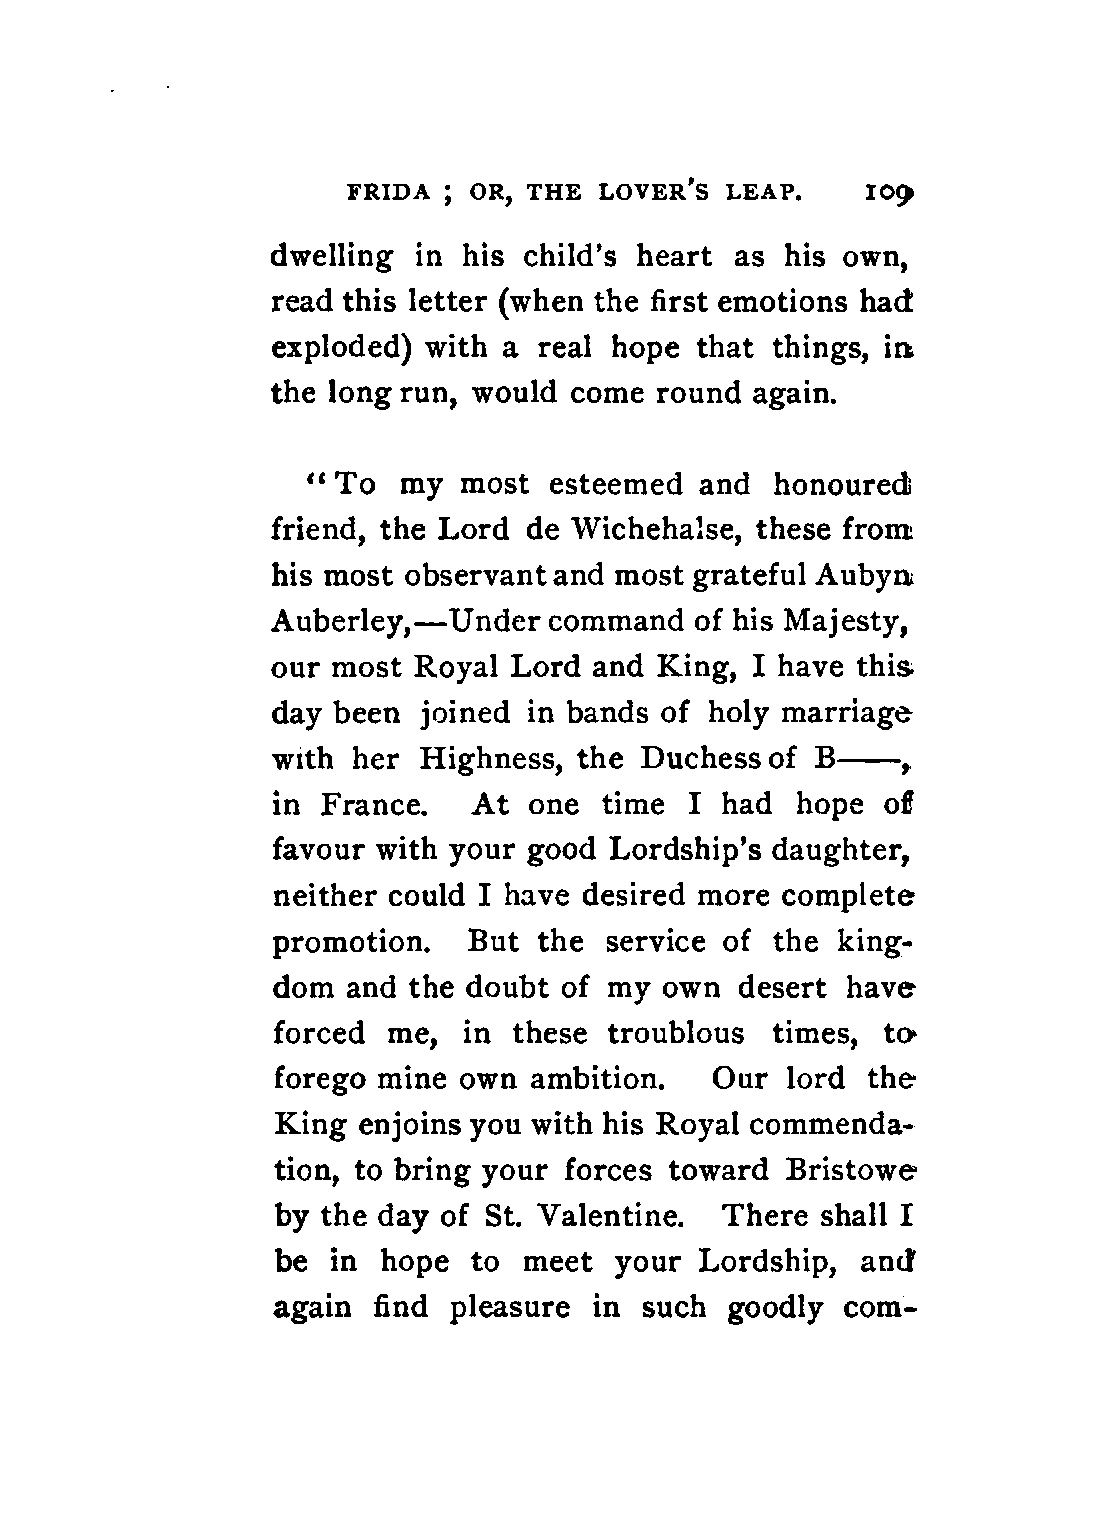 FRIDA ; OR, THE LOVER'S LEAP. 109
dwelling in his child's heart as his own,
read this letter (when the first emotions had
exploded) with a real hope that things, in
the long run, would come round again.
"To my most esteemed and honoured
friend, the Lord de Wichehalse, these from
his most observant and most grateful Aubyn
Auberley,—Under command of his Majesty,
our most Royal Lord and King, I have this
day been joined in bands of holy marriage
with her Highness, the Duchess of B——,
in France. At one time I had hope of
favour with your good Lordship's daughter,
neither could I have desired more complete
promotion. But the service of the king-
dom and the doubt of my own desert have
forced me, in these troublous times, to
forego mine own ambition. Our lord the
King enjoins you with his Royal commenda-
tion, to bring your forces toward Bristowe
by the day of St. Valentine. There shall I
be in hope to meet your Lordship, and
again find pleasure in such goodly com-